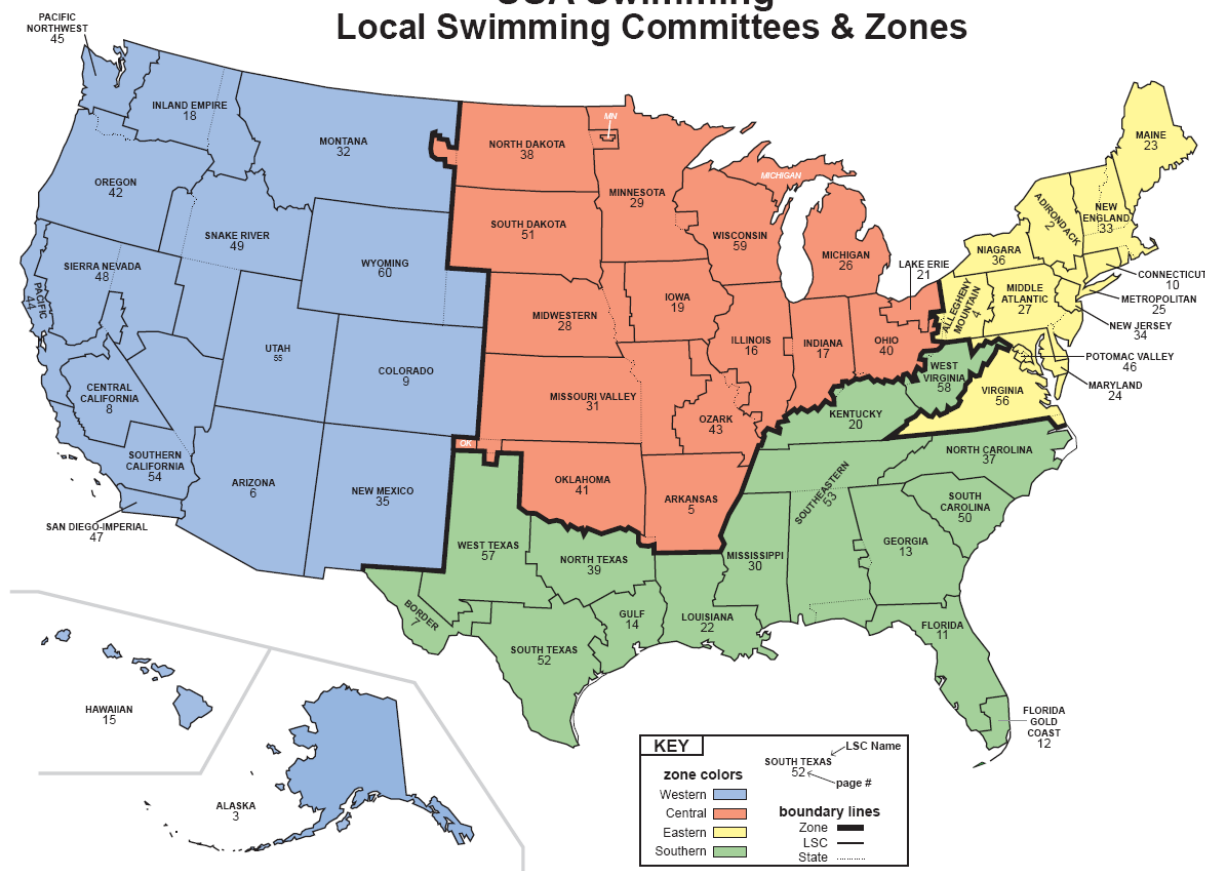 USA Swimming
Local Swimming Committees & Zones
PACIFIC
NORTHWEST
45
INLAND EMPIRE
18
MONTANA
32
OREGON
42
SNAKE RIVER
49
WYOMING
60
SIERRA NEVADA
48
PACIFIC
44
UTAH
55
COLORADO
9
CENTRAL
CALIFORNIA
8
SOUTHERN
CALIFORNIA
54
ARIZONA
6
NEW MEXICO
35
SAN DIEGO-IMPERIAL
47
HAWAIIAN
15
ALASKA
3
NORTH DAKOTA
38
MN
MINNESOTA
29
SOUTH DAKOTA
51
WISCONSIN
59
MICHIGAN
MICHIGAN
26
LAKE ERIE
21
IOWA
19
MIDWESTERN
28
ILLINOIS
16
INDIANA
17
OHIO
40
MISSOURI VALLEY
31
OZARK
43
OK
OKLAHOMA
41
ARKANSAS
5
MAINE
23
ADIRONDACK
2
NEW
ENGLAND
33
NIAGARA
36
ALLEGHENY
MOUNTAIN
4
MIDDLE
ATLANTIC
27
CONNECTICUT
10
METROPOLITAN
25
NEW JERSEY
34
POTOMAC VALLEY
46
MARYLAND
24
VIRGINIA
56
WEST
VIRGINIA
58
KENTUCKY
20
NORTH CAROLINA
37
SOUTHEASTERN
53
SOUTH
CAROLINA
50
GEORGIA
13
MISSISSIPPI
30
WEST TEXAS
57
NORTH TEXAS
39
BORDER
7
GULF
14
LOUISIANA
22
SOUTH TEXAS
52
FLORIDA
11
FLORIDA
GOLD
COAST
12
KEY
LSC Name
SOUTH TEXAS
52
page #
zone colors
Western
Central
Eastern
Southern
boundary lines
Zone
LSC
State